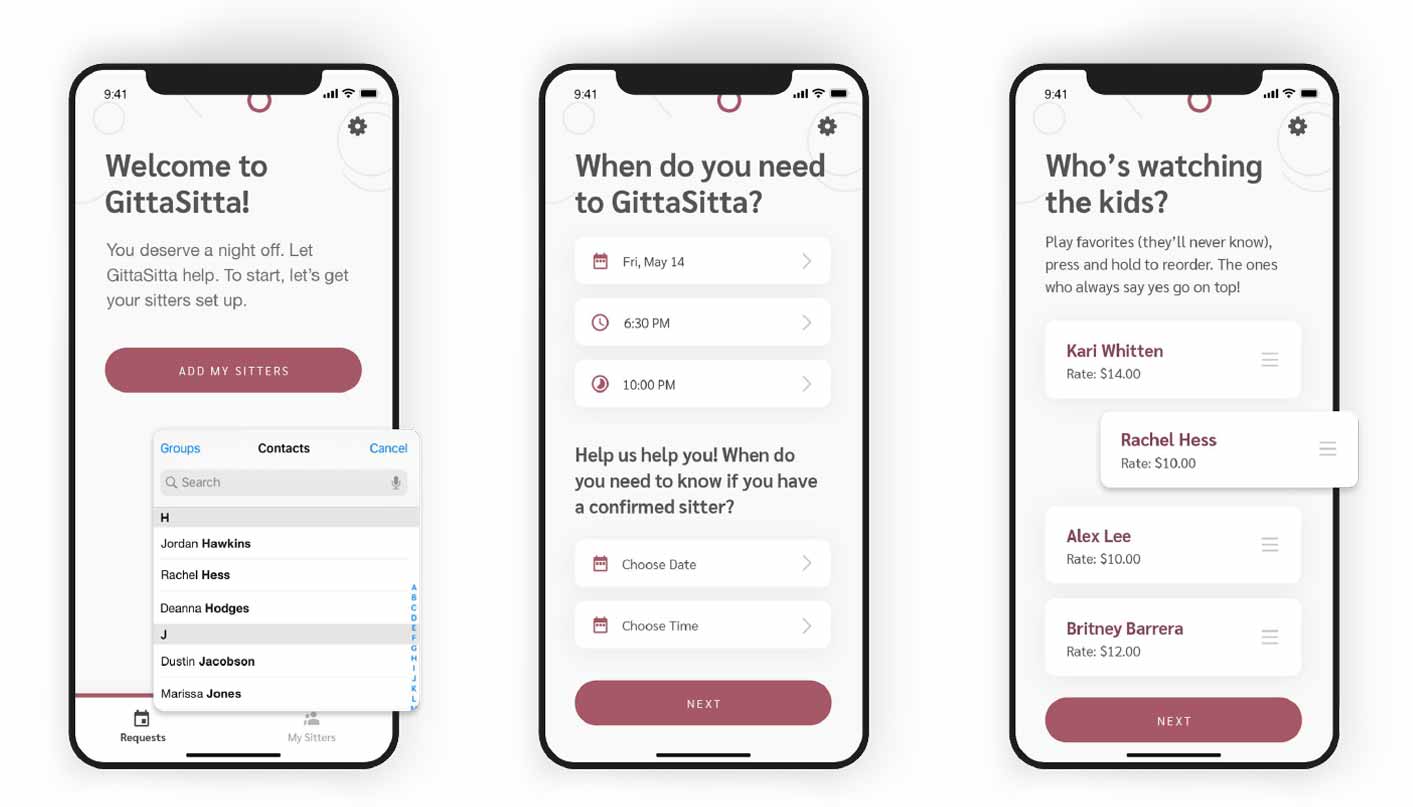 9:41
Welcome to
GittaSitta!
You deserve a night off. Let
GittaSitta help. To start, let's get
your sitters set up.
ADD MY SITTERS
Groups Contacts Cancel
Search
H
Jordan Hawkins
Rachel Hess
Deanna Hodges
J
Dustin Jacobson
Marissa Jones
A
B
C
D
E
F
G
H
I
J
K
L
Requests My Sitters
9:41
When do you need
to GittaSitta?
Fri, May 14
6:30 PM
10:00 PM
Help us help you! When do
you need to know if you have
a confirmed sitter?
Choose Date
Choose Time
NEXT
9:41
Who’s watching
the kids?
Play favorites (they’ll never know),
press and hold to reorder. The ones
who always say yes go on top!
Kari Whitten
Rate: $14.00
Rachel Hess
Rate: $10.00
Alex Lee
Rate: $10.00
Britney Barrera
Rate: $12.00
NEXT